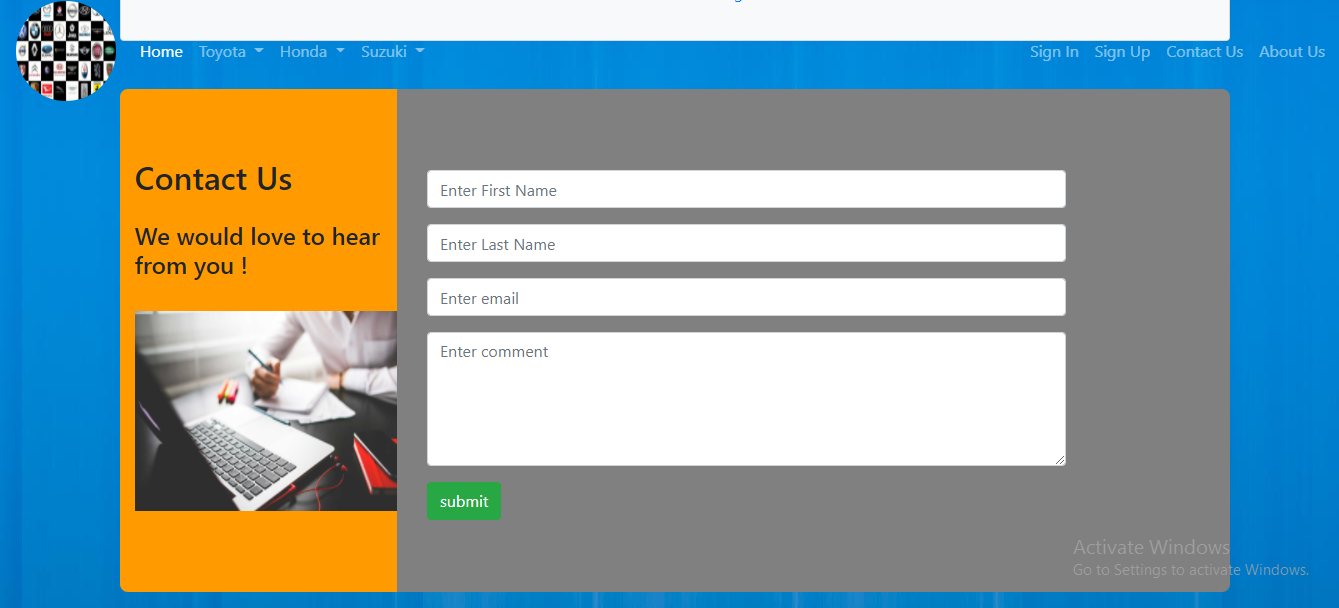 Home Toyota Honda Suzuki Sign In Sign Up Contact Us About Us
Contact Us
We would love to hear
from you !
Enter First Name
Enter Last Name
Enter email
Enter comment
submit
Activate Windows
Go to Settings to activate Windows.